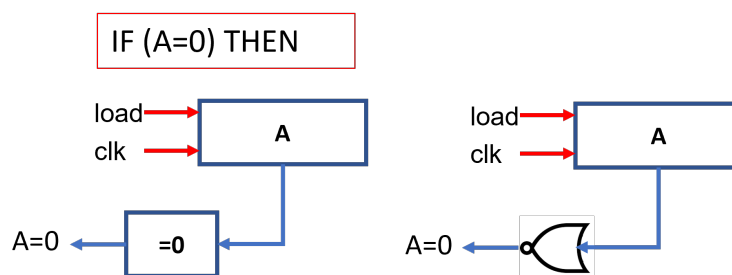 IF (A=0) THEN
load
A
clk
A=0
=0
load
A
clk
A=0